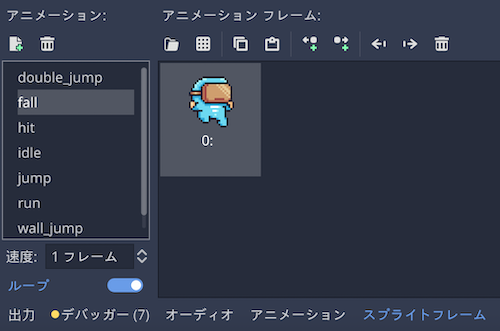 アニメーション:
アニメーション フレーム:
double_jump
fall
hit
idle
jump
run
wall_jump
0:
速度: 1 フレーム
ループ
出力 デバッガー (7) オーディオ アニメーション スプライトフレーム